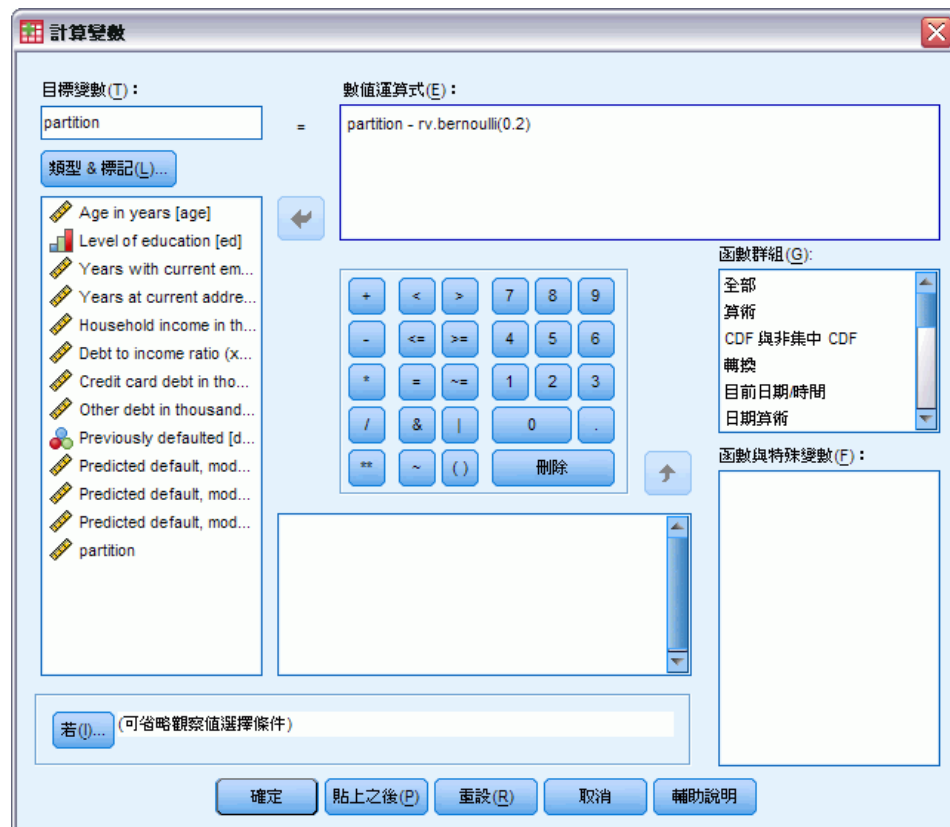 計算變數
目標變數(T)：
partition
=
數值運算式(E)：
partition - rv.bernoulli(0.2)
類型 & 標記(L)...
Age in years [age]
Level of education [ed]
Years with current em...
Years at current addre...
Household income in th...
Debt to income ratio (x...
Credit card debt in tho...
Other debt in thousand...
Previously defaulted [d...
Predicted default, mod...
Predicted default, mod...
Predicted default, mod...
partition
+ < > 7 8 9
- <= >= 4 5 6
* = ~= 1 2 3
/ & | 0 .
** ~ ( ) 刪除
函數群組(G):
全部
算術
CDF 與非集中 CDF
轉換
目前日期/時間
日期算術
函數與特殊變數(F)：
若(I)... (可省略觀察值選擇條件)
確定 貼上之後(P) 重設(R) 取消 輔助說明